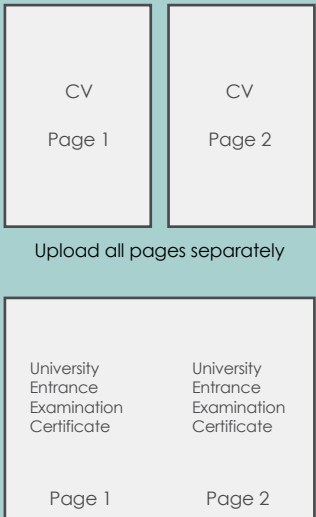 CV
Page 1
CV
Page 2
Upload all pages separately
University
Entrance
Examination
Certificate
Page 1
University
Entrance
Examination
Certificate
Page 2